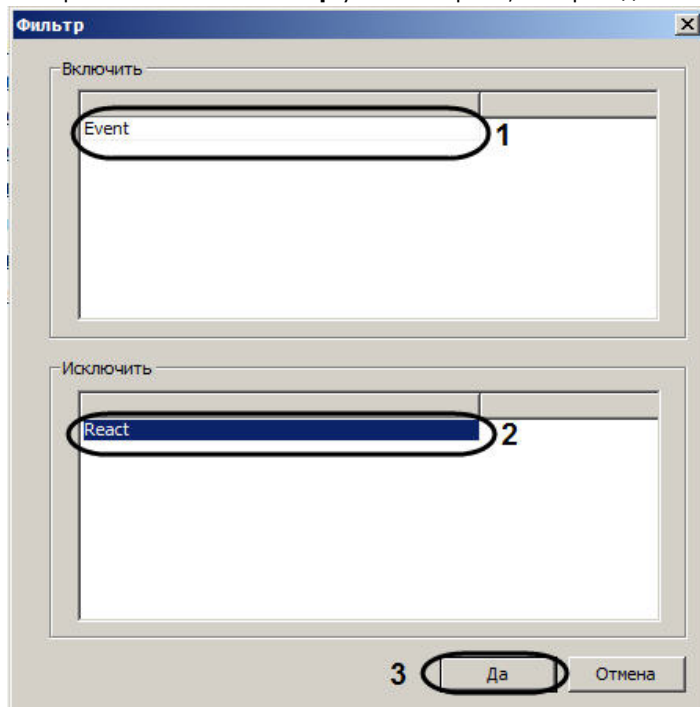 Фильтр
Включить
Event
1
Исключить
React
2
3
Да
Отмена